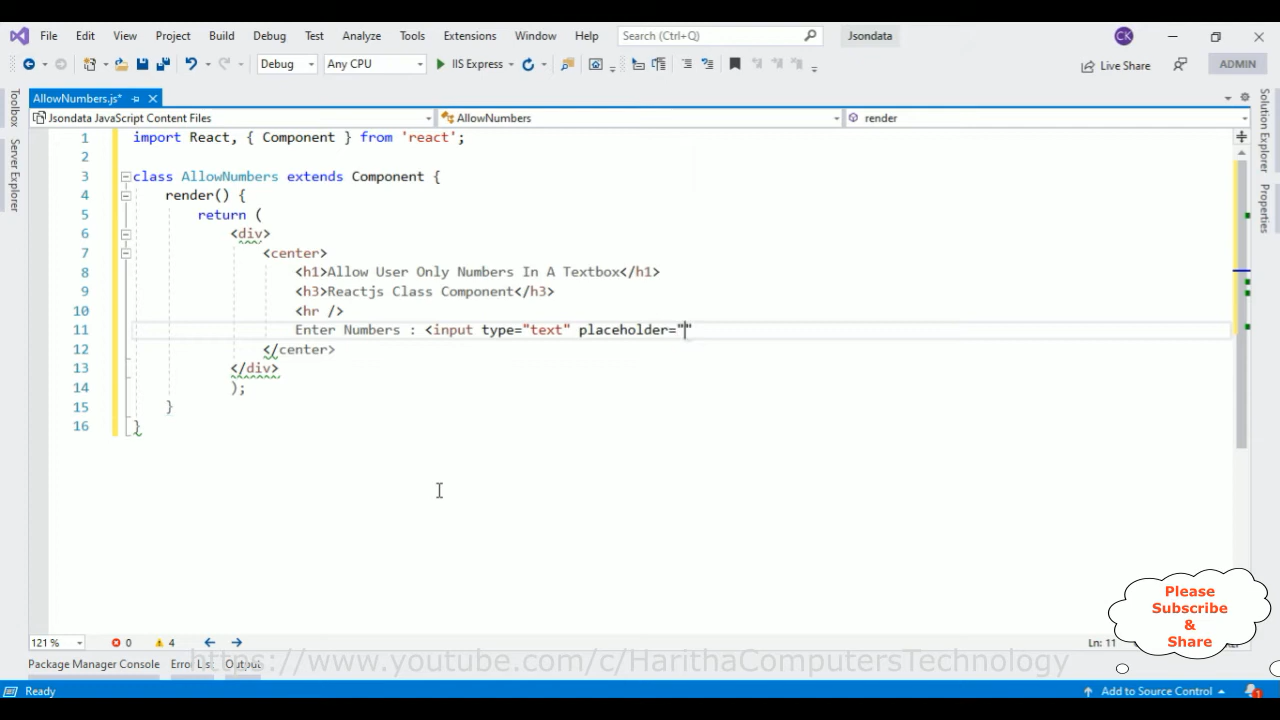 File Edit View Project Build Debug Test Analyze Tools Extensions Window Help Search (Ctrl+Q) Jsondata CK
Debug Any CPU IIS Express Live Share ADMIN
AllowNumbers.js*
Jsondata JavaScript Content Files AllowNumbers render
Toolbox
Server Explorer
Solution Explorer
Properties
1 import React, { Component } from 'react';
2
3 class AllowNumbers extends Component {
4 render() {
5 return (
6 <div>
7 <center>
8 <h1>Allow User Only Numbers In A Textbox</h1>
9 <h3>Reactjs Class Component</h3>
10 <hr />
11 Enter Numbers : <input type="text" placeholder=""
12 </center>
13 </div>
14 );
15 }
16 }
Please
Subscribe
&
Share
121 % 0 4 Ln: 11
Package Manager Console Error List Output
https://www.youtube.com/c/HarithaComputersTechnology
Ready Add to Source Control 1